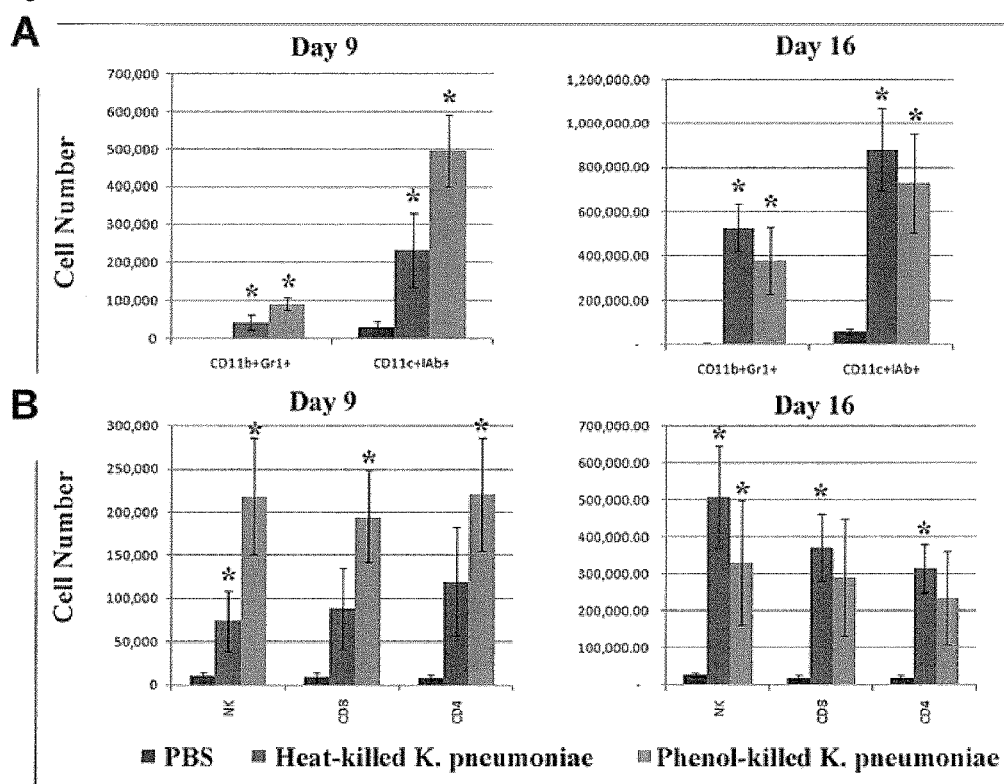 A
Day 9
Cell Number
700,000
600,000
500,000
400,000
300,000
200,000
100,000
0
* * * *
CD11b+Gr1+ CD11c+IAb+
Day 16
1,200,000.00
1,000,000.00
800,000.00
600,000.00
400,000.00
200,000.00
-
* * * *
CD11b+Gr1+ CD11c+IAb+
B
Day 9
Cell Number
300,000
250,000
200,000
150,000
100,000
50,000
0
* * * *
NK CD8 CD4
Day 16
700,000.00
600,000.00
500,000.00
400,000.00
300,000.00
200,000.00
100,000.00
-
* * * *
NK CD8 CD4
PBS Heat-killed K. pneumoniae Phenol-killed K. pneumoniae